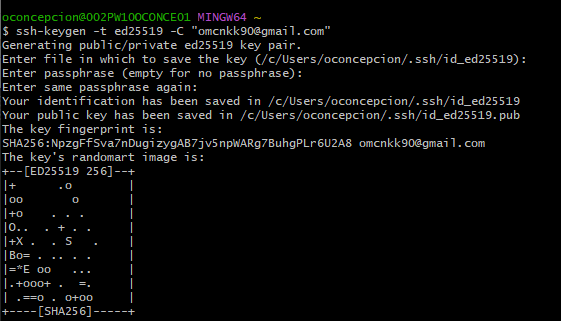 oconcepcion@OO2PW1OOCONCE01 MINGW64 ~
$ ssh-keygen -t ed25519 -C "omcnkk90@gmail.com"
Generating public/private ed25519 key pair.
Enter file in which to save the key (/c/Users/oconcepcion/.ssh/id_ed25519):
Enter passphrase (empty for no passphrase):
Enter same passphrase again:
Your identification has been saved in /c/Users/oconcepcion/.ssh/id_ed25519
Your public key has been saved in /c/Users/oconcepcion/.ssh/id_ed25519.pub
The key fingerprint is:
SHA256:NpzgFfSva7nDugizygAB7jv5npWARg7BuhgPLr6U2A8 omcnkk90@gmail.com
The key's randomart image is:
+--[ED25519 256]--+
|+      .o        |
|oo       o       |
|+o    . . .      |
|O..  . + . .     |
|+X .  . S   .    |
|Bo= . .. . .     |
|=*E oo   ...     |
|.+ooo+ .  =.     |
| .==o . o+oo     |
+----[SHA256]-----+